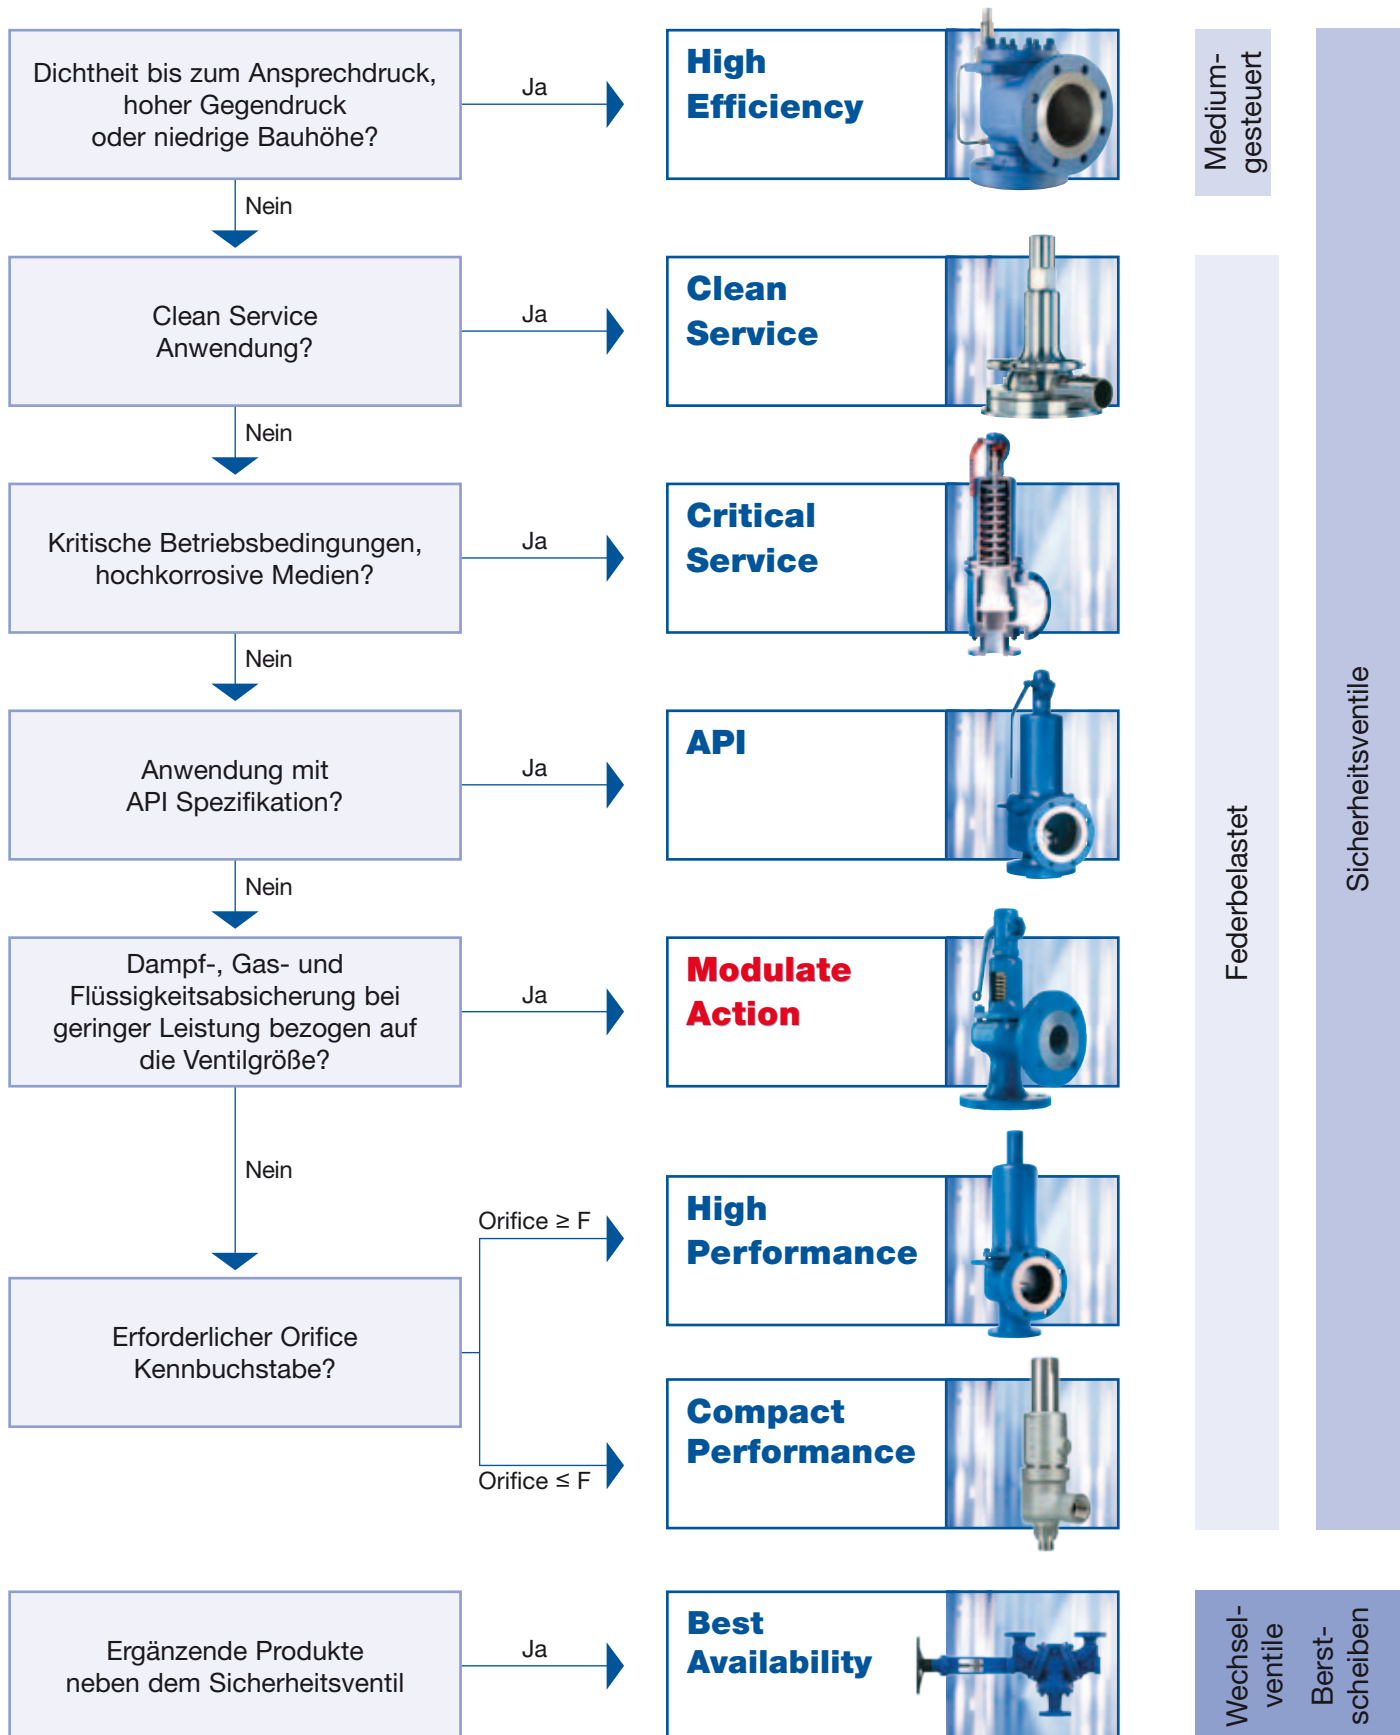 Dichtheit bis zum Ansprechdruck,
hoher Gegendruck
oder niedrige Bauhöhe?
Ja
High
Efficiency
Medium-
gesteuert
Nein
Clean Service
Anwendung?
Ja
Clean
Service
Nein
Kritische Betriebsbedingungen,
hochkorrosive Medien?
Ja
Critical
Service
Nein
Anwendung mit
API Spezifikation?
Ja
API
Nein
Dampf-, Gas- und
Flüssigkeitsabsicherung bei
geringer Leistung bezogen auf
die Ventilgröße?
Ja
Modulate
Action
Nein
Erforderlicher Orifice
Kennbuchstabe?
Orifice ≥ F
High
Performance
Orifice ≤ F
Compact
Performance
Federbelastet
Sicherheitsventile
Ergänzende Produkte
neben dem Sicherheitsventil
Ja
Best
Availability
Wechsel-
ventile
Berst-
scheiben